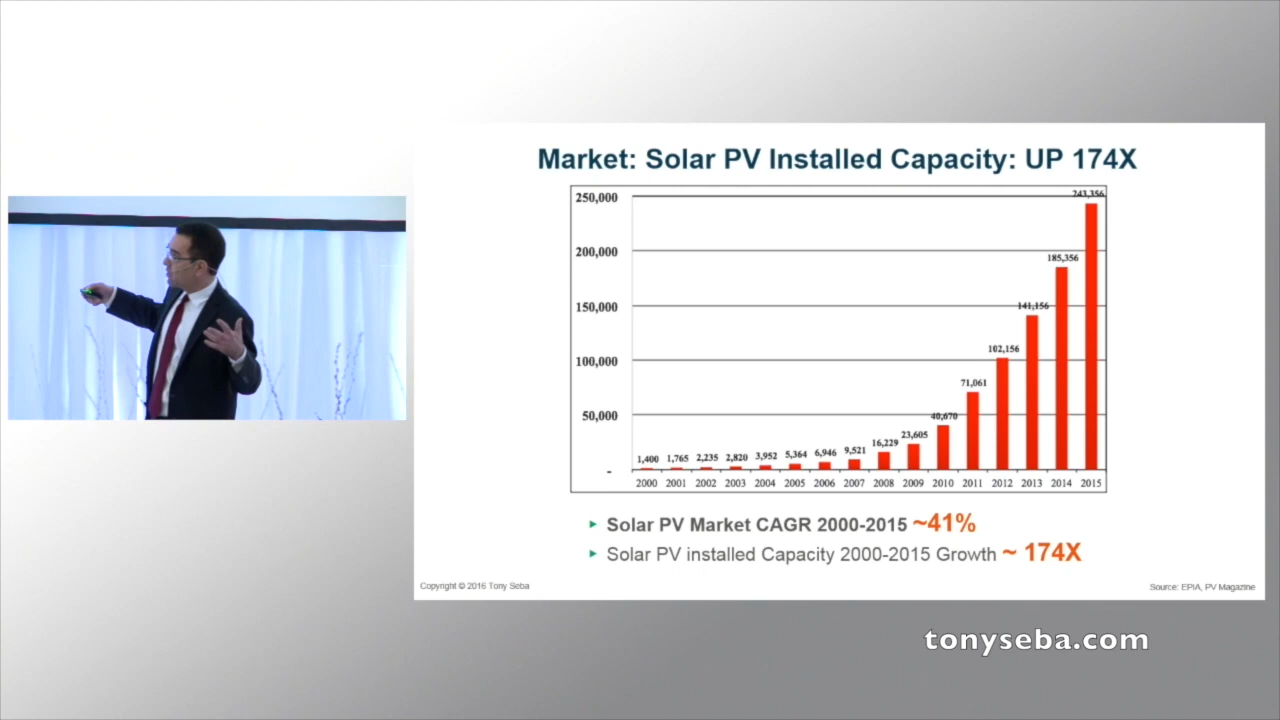 Market: Solar PV Installed Capacity: UP 174X
250,000
200,000
150,000
100,000
50,000
-
1,400 1,765 2,235 2,820 3,952 5,364 6,946 9,521 16,229 23,605 40,670 71,061 102,156 141,156 185,356 243,356
2000 2001 2002 2003 2004 2005 2006 2007 2008 2009 2010 2011 2012 2013 2014 2015
Solar PV Market CAGR 2000-2015 ~41%
Solar PV installed Capacity 2000-2015 Growth ~ 174X
Copyright © 2016 Tony Seba
Source: EPIA, PV Magazine
tonyseba.com